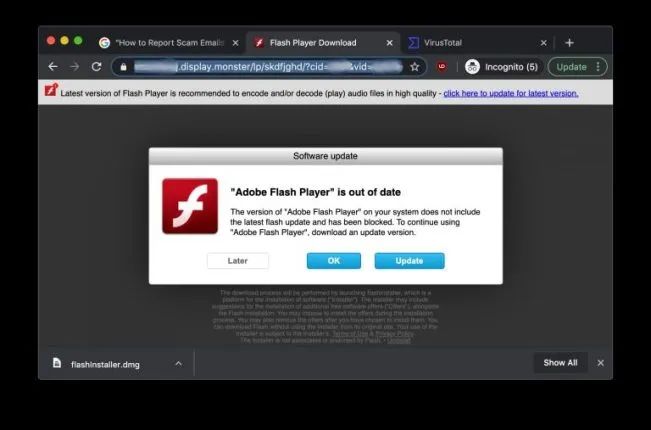 "How to Report Scam Emails
Flash Player Download
VirusTotal
.display.monster/lp/skdfjghd/?cid= &vid=
Incognito (5)
Update
Latest version of Flash Player is recommended to encode and/or decode (play) audio files in high quality - click here to update for latest version.
Software update
"Adobe Flash Player" is out of date
The version of "Adobe Flash Player" on your system does not include
the latest flash update and has been blocked. To continue using
"Adobe Flash Player", download an update version.
Later
OK
Update
The download process will be performed by launching flashinstaller, which is a
platform for the installation of software ("Installer"). The installer may include
suggestions for the installation of additional free software offers ("Offers"), alongside
the Flash installation. You may choose to install the offers during the installation
process. You may also remove the offers after you have chosen to install them. You
can download Flash without using the Installer from its original site. Your use of the
Installer is subject to the Installer's. Terms of Use & Privacy Policy.
The Installer is not associates or endorsed by Flash. - Uninstall
flashInstaller.dmg
Show All